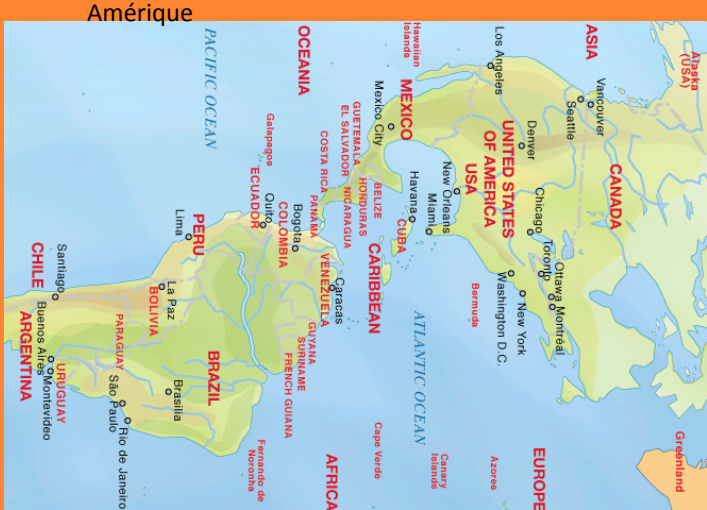 Amérique
Alaska
(USA)
ASIA
Hawaiian
Islands
OCEANIA
PACIFIC OCEAN
Vancouver
Seattle
Los Angeles
CANADA
Denver
UNITED STATES
OF AMERICA
USA
Chicago
Toronto
Ottawa
Montréal
New York
Washington D.C.
New Orleans
Miami
Havana
MEXICO
Mexico City
GUETEMALA
EL SALVADOR
BELIZE
HONDURAS
NICARAGUA
COSTA RICA
PANAMA
CUBA
CARIBBEAN
Bermuda
Galapagos
ECUADOR
Quito
Bogota
COLOMBIA
VENEZUELA
Caracas
GUYANA
SURINAME
FRENCH GUIANA
PERU
Lima
La Paz
BOLIVIA
BRAZIL
Brasilia
PARAGUAY
São Paulo
Rio de Janeiro
CHILE
Santiago
ARGENTINA
Buenos Aires
URUGUAY
Montevideo
ATLANTIC OCEAN
Greenland
EUROPE
Azores
Canary
Islands
Cape Verde
AFRICA
Fernando de
Noronha